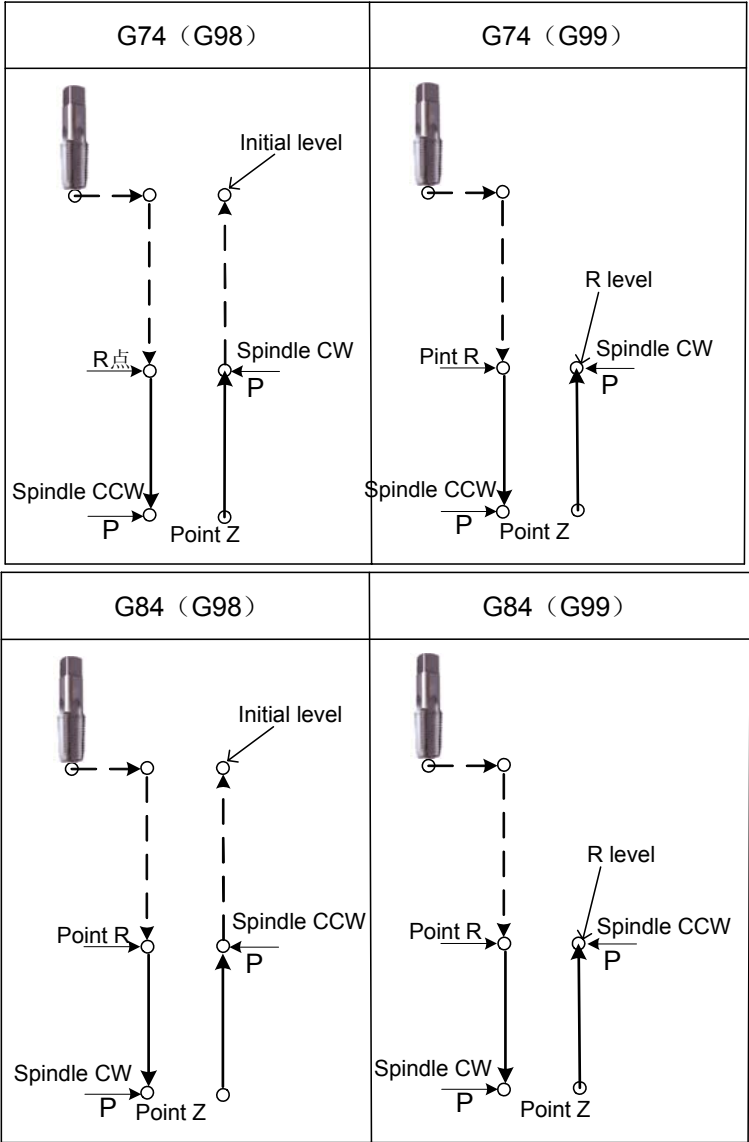 G74（G98）
G74（G99）
Initial level
R点
Spindle CW
P
Spindle CCW
P
Point Z
R level
Pint R
Spindle CW
P
Spindle CCW
P
Point Z
G84（G98）
G84（G99）
Initial level
Point R
Spindle CCW
P
Spindle CW
P
Point Z
R level
Point R
Spindle CCW
P
Spindle CW
P
Point Z